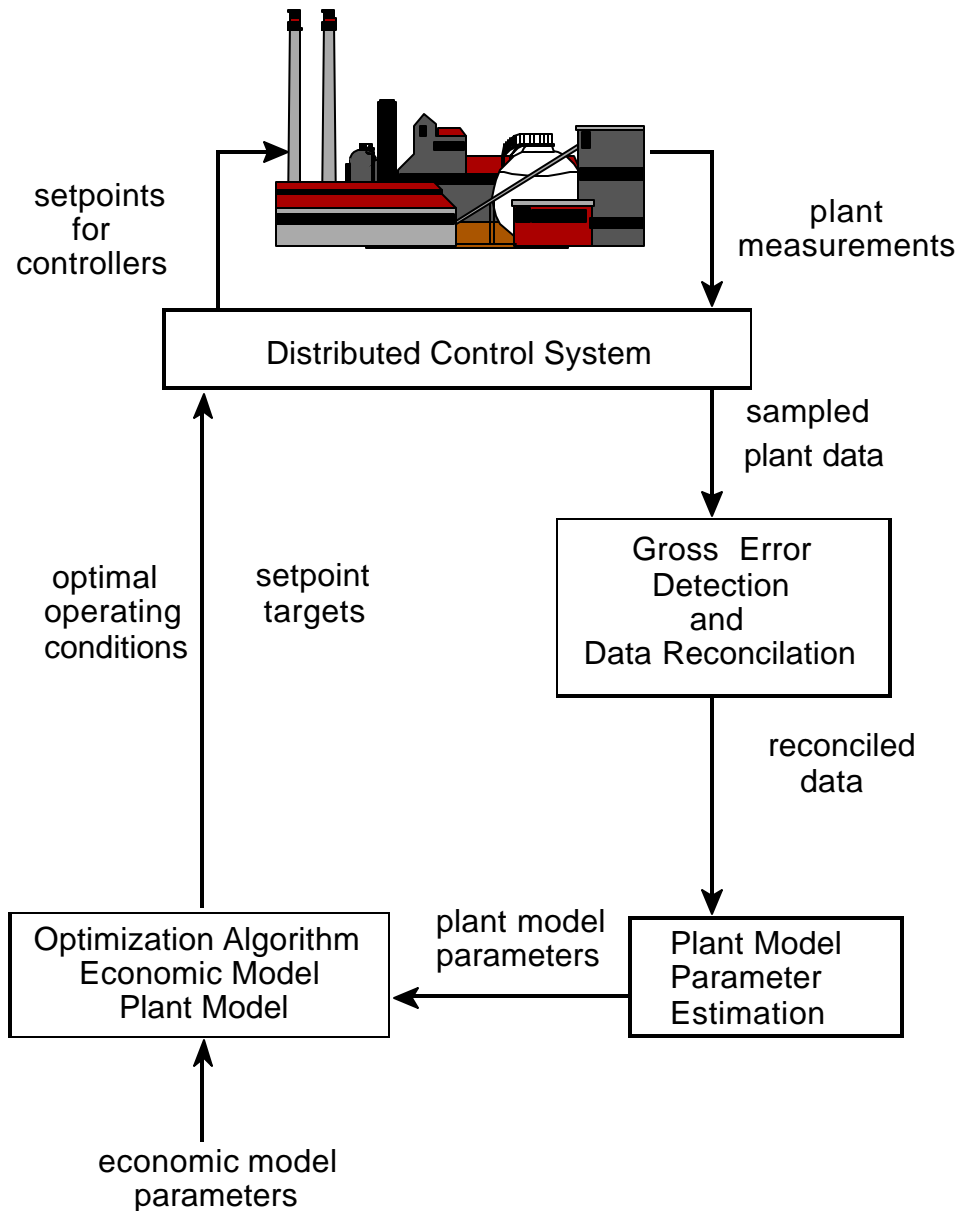 setpoints
for
controllers
plant
measurements
Distributed Control System
sampled
plant data
Gross Error
Detection
and
Data Reconcilation
optimal
operating
conditions
setpoint
targets
reconciled
data
plant model
parameters
Optimization Algorithm
Economic Model
Plant Model
Plant Model
Parameter
Estimation
economic model
parameters